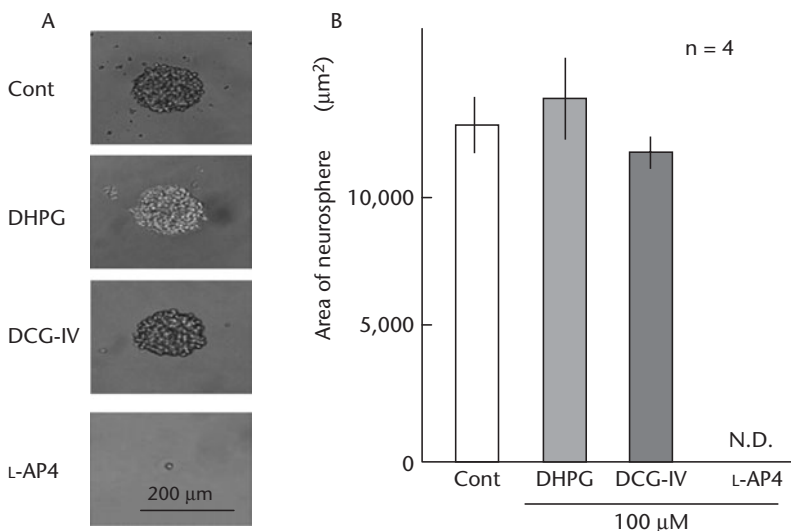 A
Cont
DHPG
DCG-IV
L-AP4
200 μm
B
n = 4
Area of neurosphere (μm²)
10,000
5,000
0
N.D.
Cont DHPG DCG-IV L-AP4
100 μM